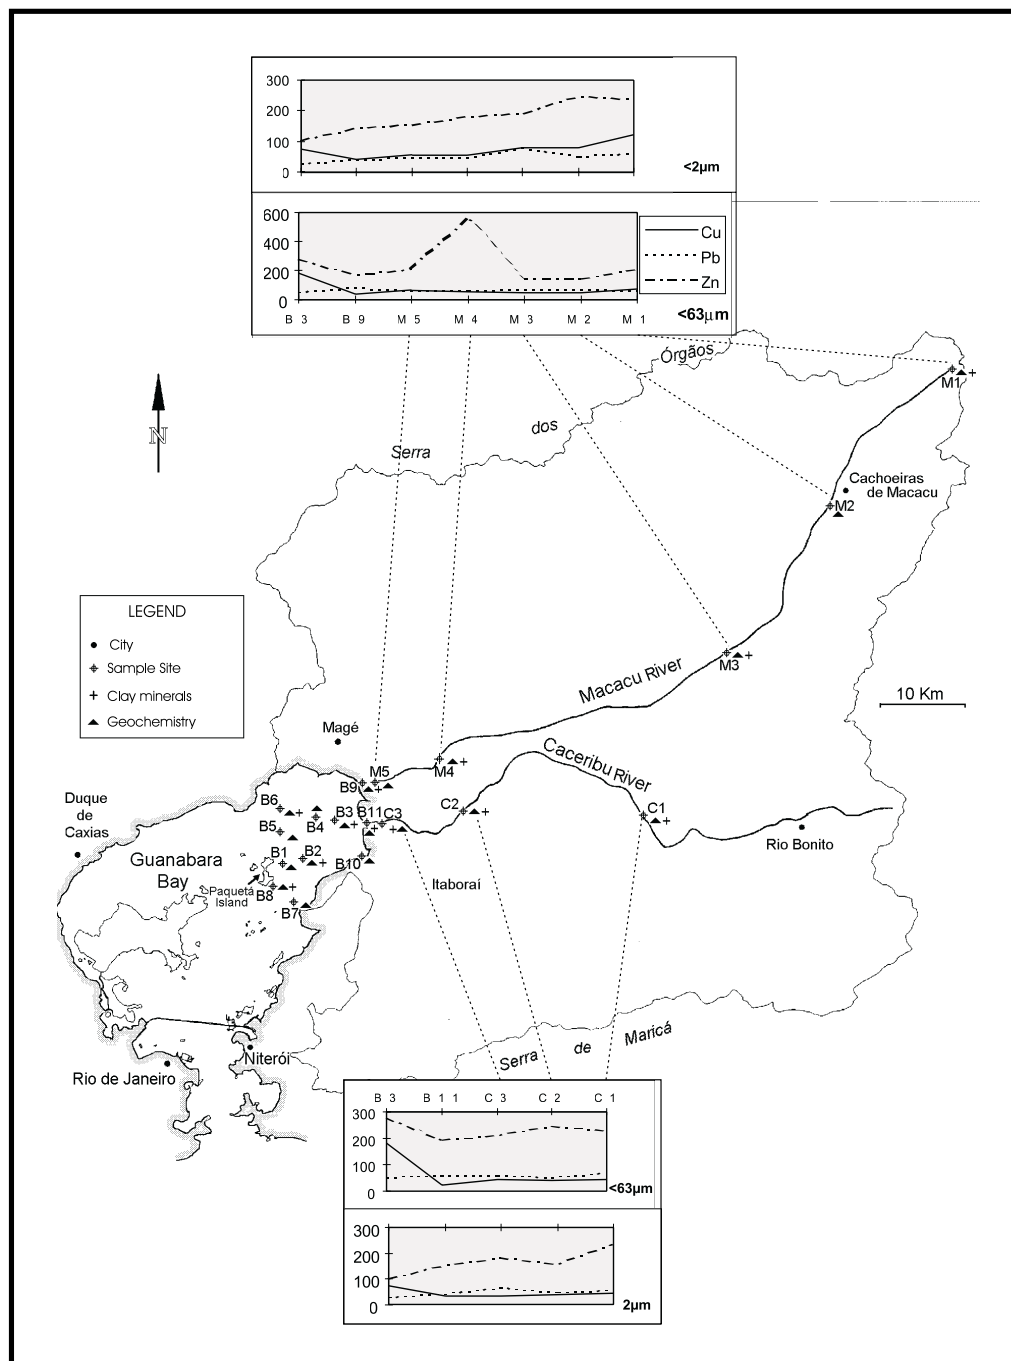 300
200
100
0
<2µm
600
400
200
0
Cu
Pb
Zn
<63µm
B 3 B 9 M 5 M 4 M 3 M 2 M 1
Serra dos Órgãos
M1
N
Cachoeiras
de Macacu
M2
LEGEND
City
Sample Site
Clay minerals
Geochemistry
M3
Macacu River
10 Km
Magé
Caceribu River
M5
M4
B9
Duque
de
Caxias
B6
B3 B11 C3
C2
C1
B4
B5
Rio Bonito
Guanabara
Bay
B1 B2
B10
Itaboraí
Paquetá
Island
B8
B7
Serra de Maricá
Niterói
Rio de Janeiro
B 3 B 1 1 C 3 C 2 C 1
300
200
100
0
<63µm
300
200
100
0
2µm